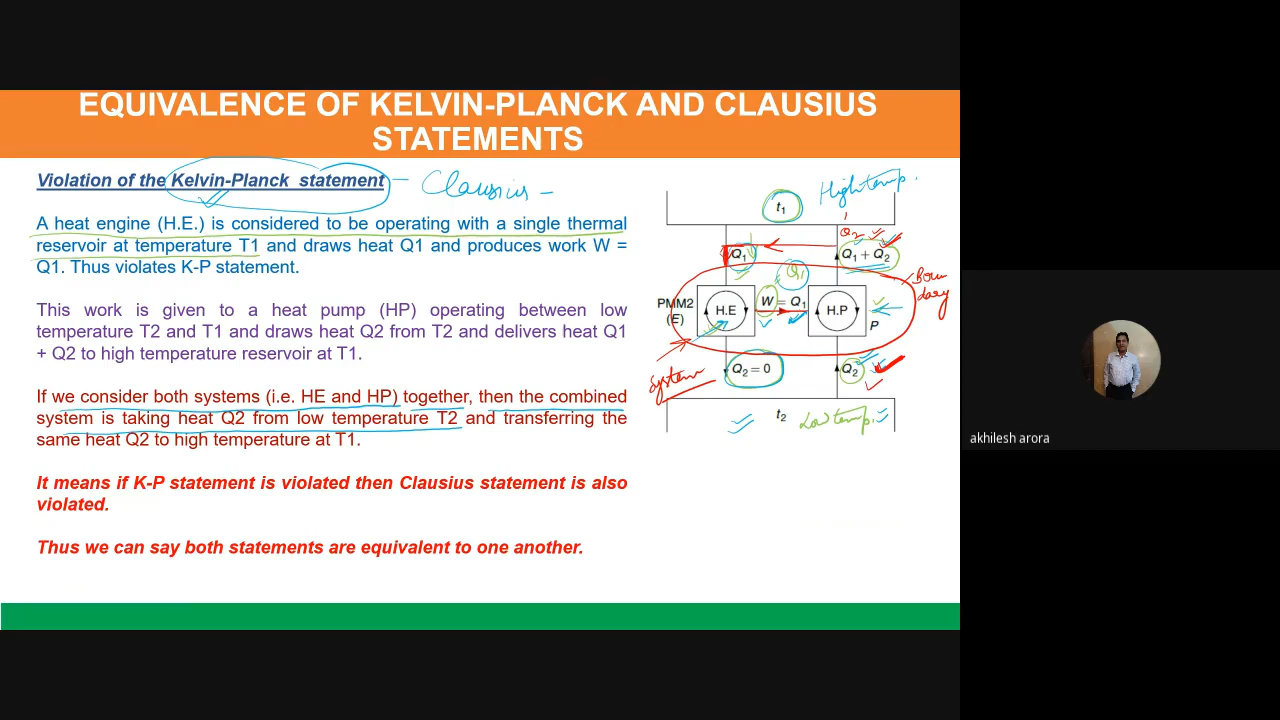 EQUIVALENCE OF KELVIN-PLANCK AND CLAUSIUS
STATEMENTS
Violation of the Kelvin-Planck statement - Clausius -
A heat engine (H.E.) is considered to be operating with a single thermal
reservoir at temperature T1 and draws heat Q1 and produces work W =
Q1. Thus violates K-P statement.
This work is given to a heat pump (HP) operating between low
temperature T2 and T1 and draws heat Q2 from T2 and delivers heat Q1
+ Q2 to high temperature reservoir at T1.
If we consider both systems (i.e. HE and HP) together, then the combined
system is taking heat Q2 from low temperature T2 and transferring the
same heat Q2 to high temperature at T1.
It means if K-P statement is violated then Clausius statement is also
violated.
Thus we can say both statements are equivalent to one another.
High temp.
t1
Q2
Q1
Q1 + Q2
Q1
Boun
dary
PMM2
(E)
H.E
W = Q1
H.P
P
System
Q2 = 0
Q2
t2
Low temp.
akhilesh arora